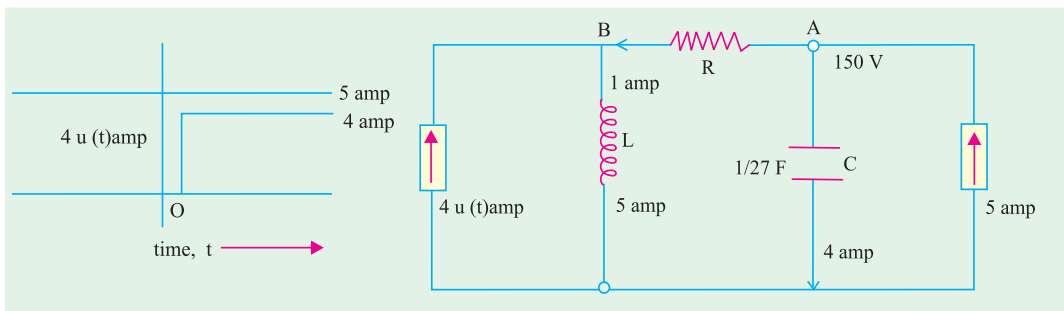 5 amp
4 amp
4 u (t)amp
O
time, t
B
A
R
150 V
1 amp
L
1/27 F
C
4 u (t)amp
5 amp
5 amp
4 amp